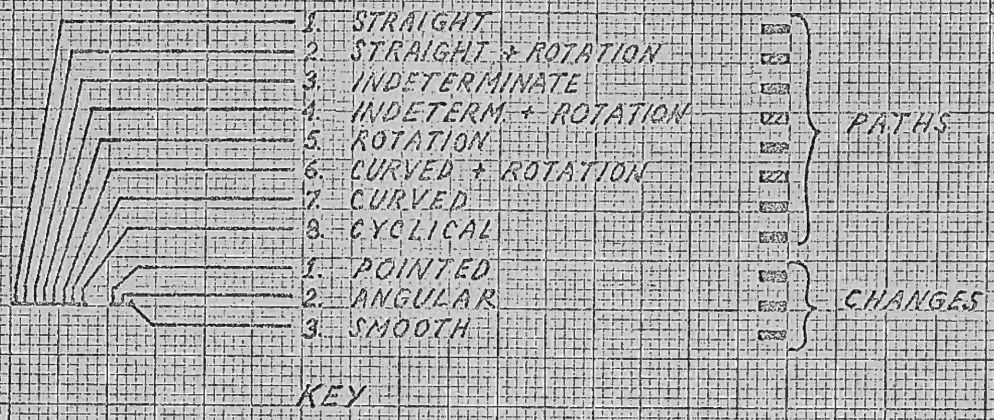 1. STRAIGHT
2. STRAIGHT + ROTATION
3. INDETERMINATE
4. INDETERM. + ROTATION
5. ROTATION
6. CURVED + ROTATION
7. CURVED
8. CYCLICAL
PATHS
1. POINTED
2. ANGULAR
3. SMOOTH
CHANGES
KEY